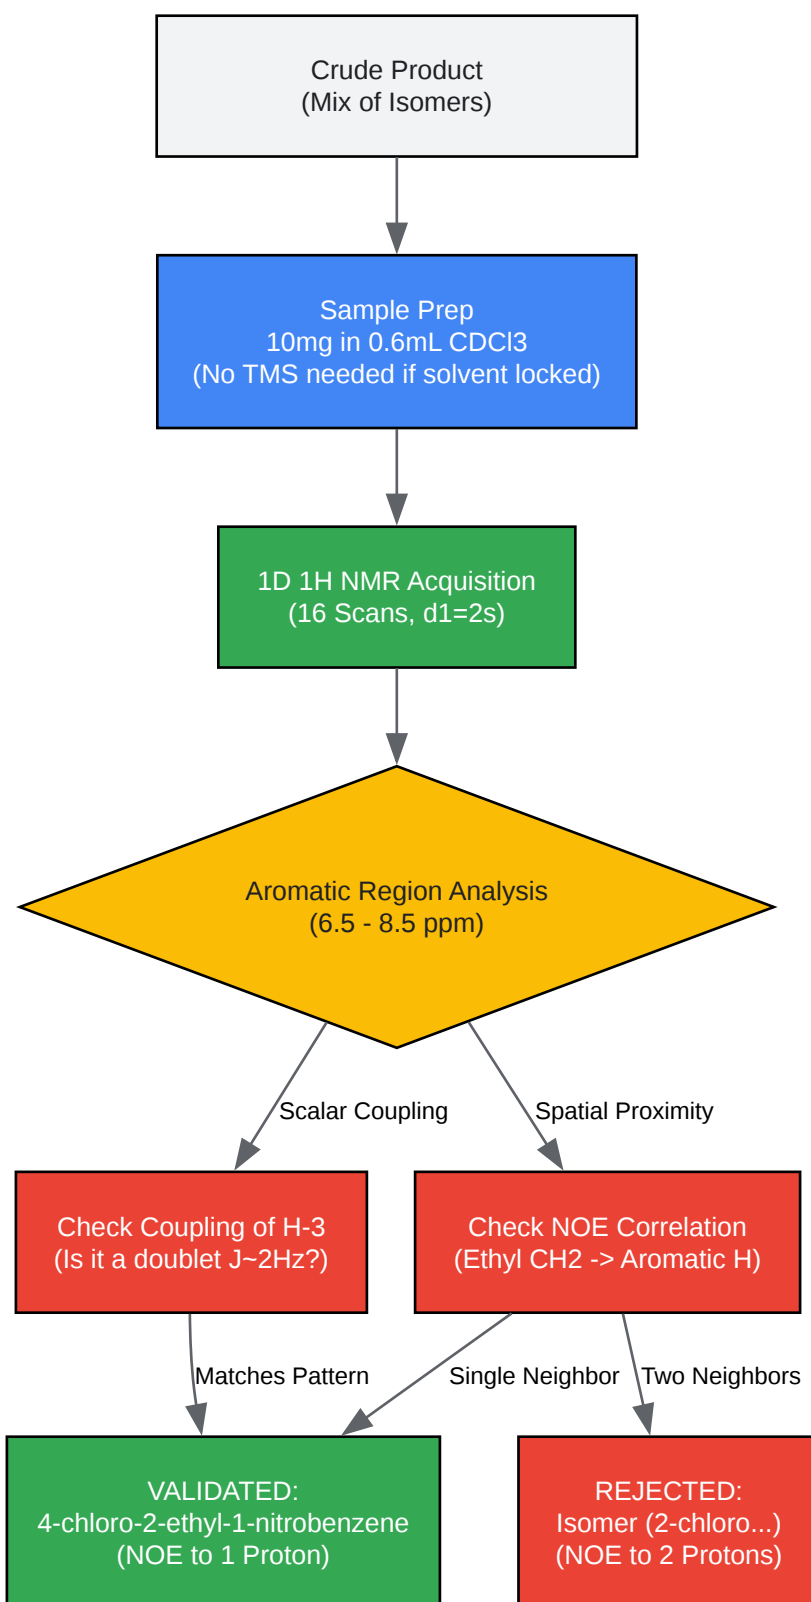 Crude Product
(Mix of Isomers)
Sample Prep
10mg in 0.6mL CDCl3
(No TMS needed if solvent locked)
1D 1H NMR Acquisition
(16 Scans, d1=2s)
Aromatic Region Analysis
(6.5 - 8.5 ppm)
Scalar Coupling
Spatial Proximity
Check Coupling of H-3
(Is it a doublet J~2Hz?)
Check NOE Correlation
(Ethyl CH2 -> Aromatic H)
Matches Pattern
Single Neighbor
Two Neighbors
VALIDATED:
4-chloro-2-ethyl-1-nitrobenzene
(NOE to 1 Proton)
REJECTED:
Isomer (2-chloro...)
(NOE to 2 Protons)